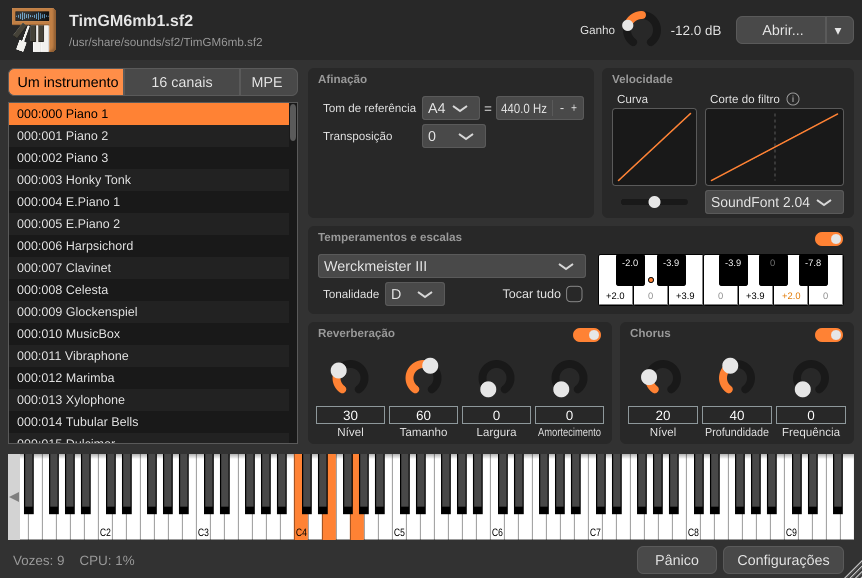 TimGM6mb1.sf2
/usr/share/sounds/sf2/TimGM6mb.sf2
Ganho -12.0 dB Abrir... ▼
Um instrumento 16 canais MPE
000:000 Piano 1
000:001 Piano 2
000:002 Piano 3
000:003 Honky Tonk
000:004 E.Piano 1
000:005 E.Piano 2
000:006 Harpsichord
000:007 Clavinet
000:008 Celesta
000:009 Glockenspiel
000:010 MusicBox
000:011 Vibraphone
000:012 Marimba
000:013 Xylophone
000:014 Tubular Bells
000:015 Dulcimer
Afinação
Tom de referência A4 = 440.0 Hz - +
Transposição 0
Velocidade
Curva Corte do filtro i
SoundFont 2.04
Temperamentos e escalas
Werckmeister III
Tonalidade D Tocar tudo
-2.0 -3.9 -3.9 0 -7.8
+2.0 0 +3.9 0 +3.9 +2.0 0
Reverberação
30 60 0 0
Nível Tamanho Largura Amortecimento
Chorus
20 40 0
Nível Profundidade Frequência
C2 C3 C4 C5 C6 C7 C8 C9
Vozes: 9 CPU: 1% Pânico Configurações